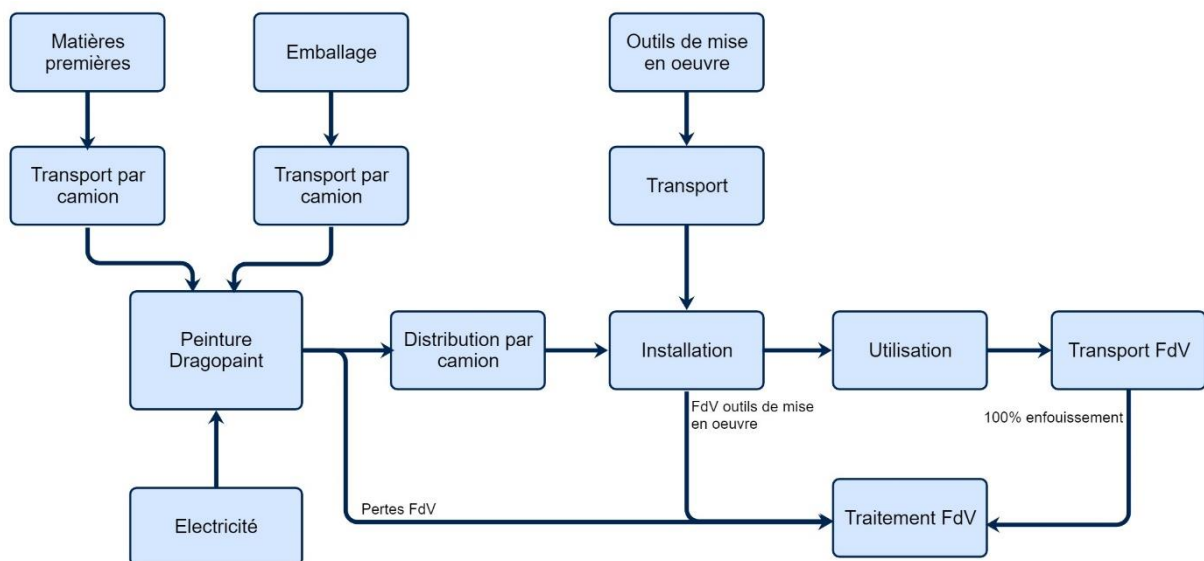 Matières
premières
Emballage
Outils de mise
en oeuvre
Transport par
camion
Transport par
camion
Transport
Peinture
Dragopaint
Distribution par
camion
Installation
Utilisation
Transport FdV
FdV outils de mise
en oeuvre
100% enfouissement
Electricité
Pertes FdV
Traitement FdV